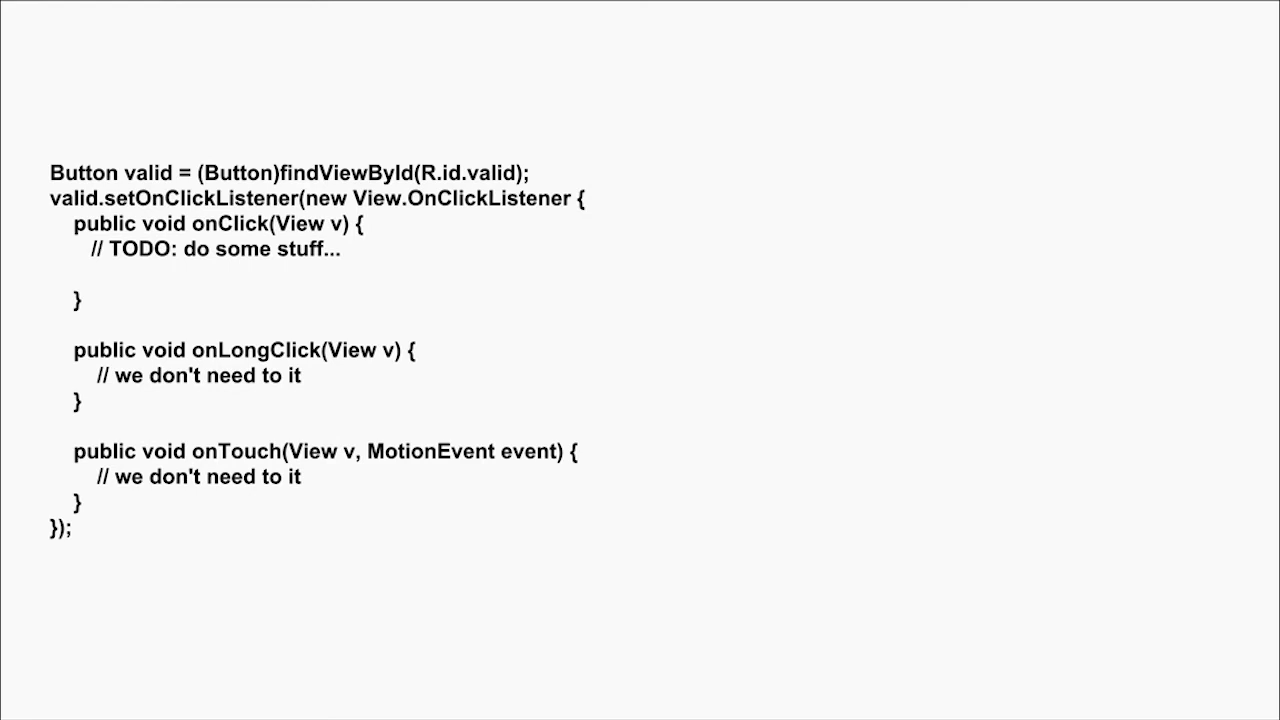 Button valid = (Button)findViewById(R.id.valid);
valid.setOnClickListener(new View.OnClickListener {
public void onClick(View v) {
// TODO: do some stuff...
}
public void onLongClick(View v) {
// we don't need to it
}
public void onTouch(View v, MotionEvent event) {
// we don't need to it
}
});